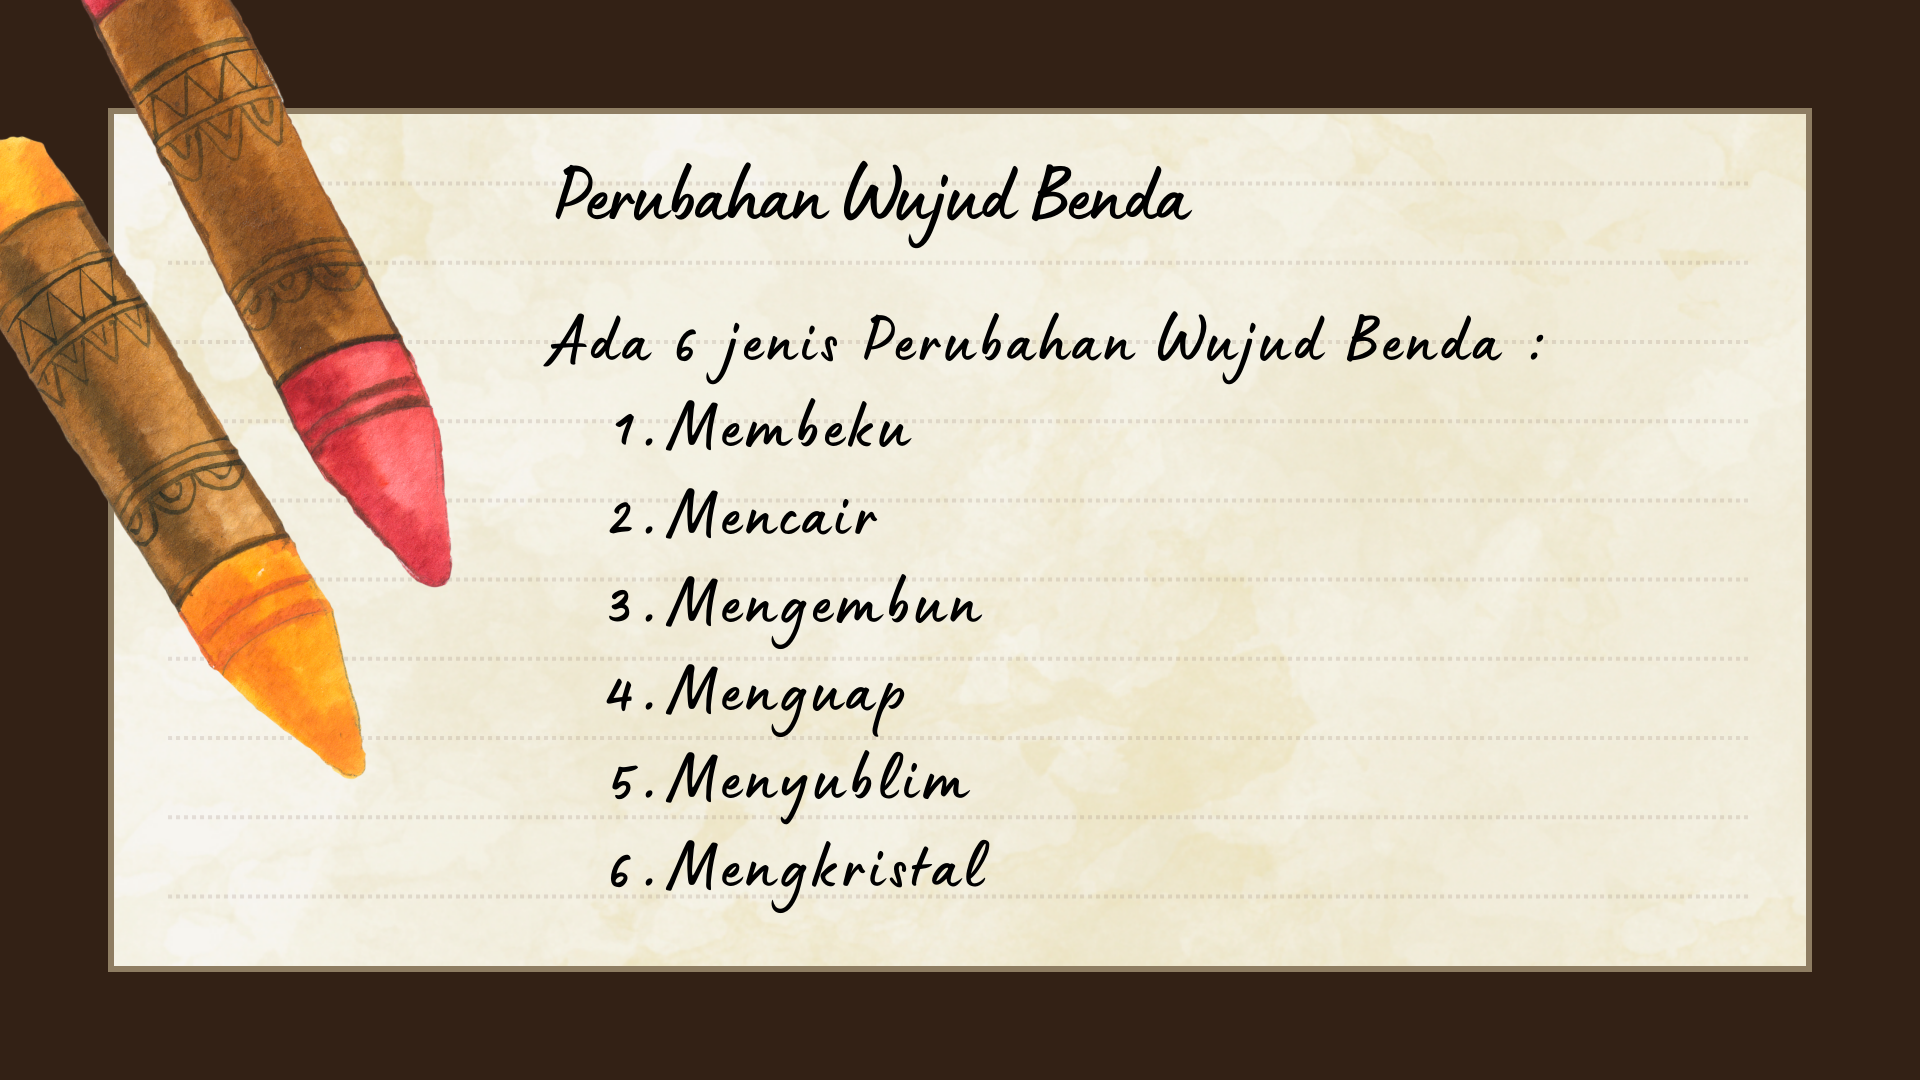 Perubahan Wujud Benda
Ada 6 jenis Perubahan Wujud Benda :
1. Membeku
2. Mencair
3. Mengembun
4. Menguap
5. Menyublim
6. Mengkristal